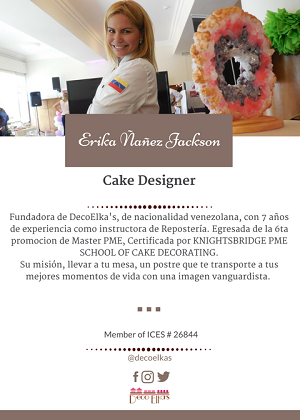 Erika Ñañez Jackson
Cake Designer
Fundadora de DecoElka's, de nacionalidad venezolana, con 7 años
de experiencia como instructora de Repostería. Egresada de la 6ta
promocion de Master PME, Certificada por KNIGHTSBRIDGE PME
SCHOOL OF CAKE DECORATING.
Su misión, llevar a tu mesa, un postre que te transporte a tus
mejores momentos de vida con una imagen vanguardista.
Member of ICES # 26844
@decoelkas
Deco Elkas